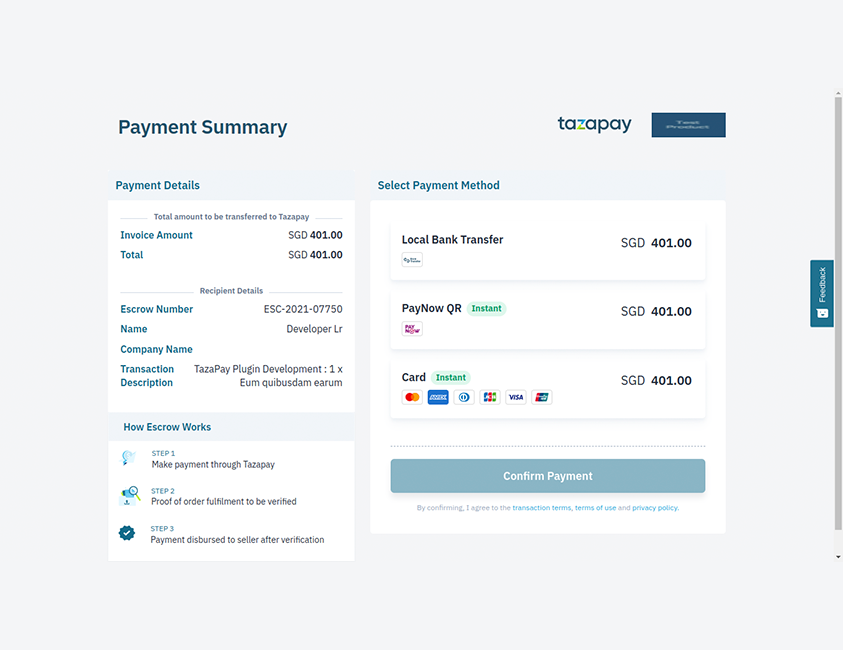 Payment Summary
tazapay
Payment Details
Total amount to be transferred to Tazapay
Invoice Amount SGD 401.00
Total SGD 401.00
Recipient Details
Escrow Number ESC-2021-07750
Name Developer Lr
Company Name
Transaction Description TazaPay Plugin Development : 1 x
Eum quibusdam earum
How Escrow Works
STEP 1
Make payment through Tazapay
STEP 2
Proof of order fulfilment to be verified
STEP 3
Payment disbursed to seller after verification
Select Payment Method
Local Bank Transfer SGD 401.00
PayNow QR Instant SGD 401.00
PAY
NOW
Card Instant SGD 401.00
VISA
Confirm Payment
By confirming, I agree to the transaction terms, terms of use and privacy policy.
Feedback